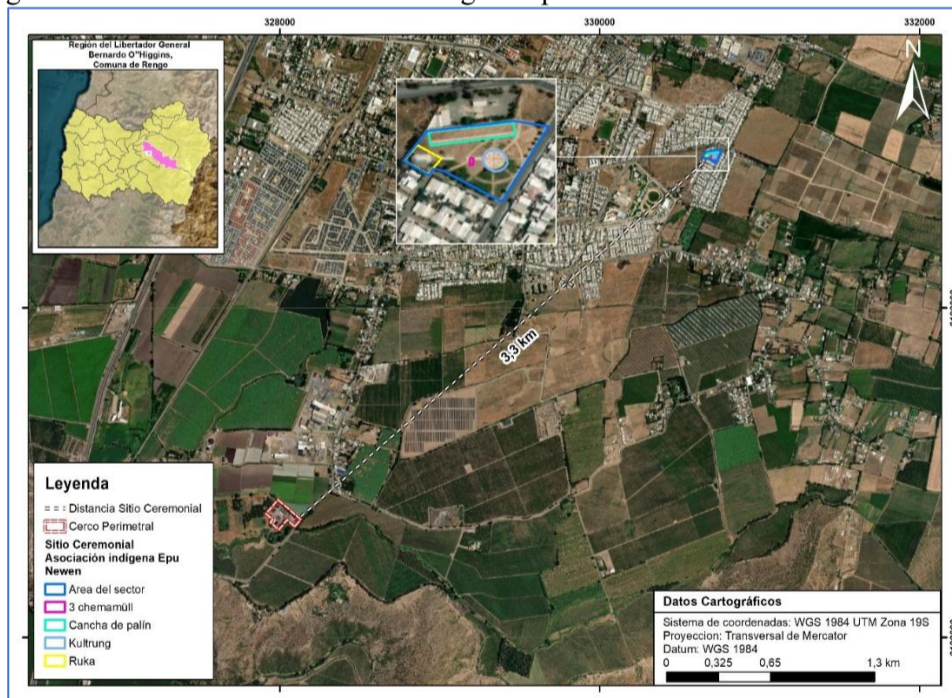 328000
330000
332000
Región del Libertador General
Bernardo O"Higgins,
Comuna de Rengo
N
3,3 km
Leyenda
Distancia Sitio Ceremonial
Cerco Perimetral
Sitio Ceremonial
Asociación indígena Epu
Newen
Area del sector
3 chemamüll
Cancha de palín
Kultrung
Ruka
Datos Cartográficos
Sistema de coordenadas: WGS 1984 UTM Zona 19S
Proyeccion: Transversal de Mercator
Datum: WGS 1984
0 0,325 0,65 1,3 km
328000
330000
332000